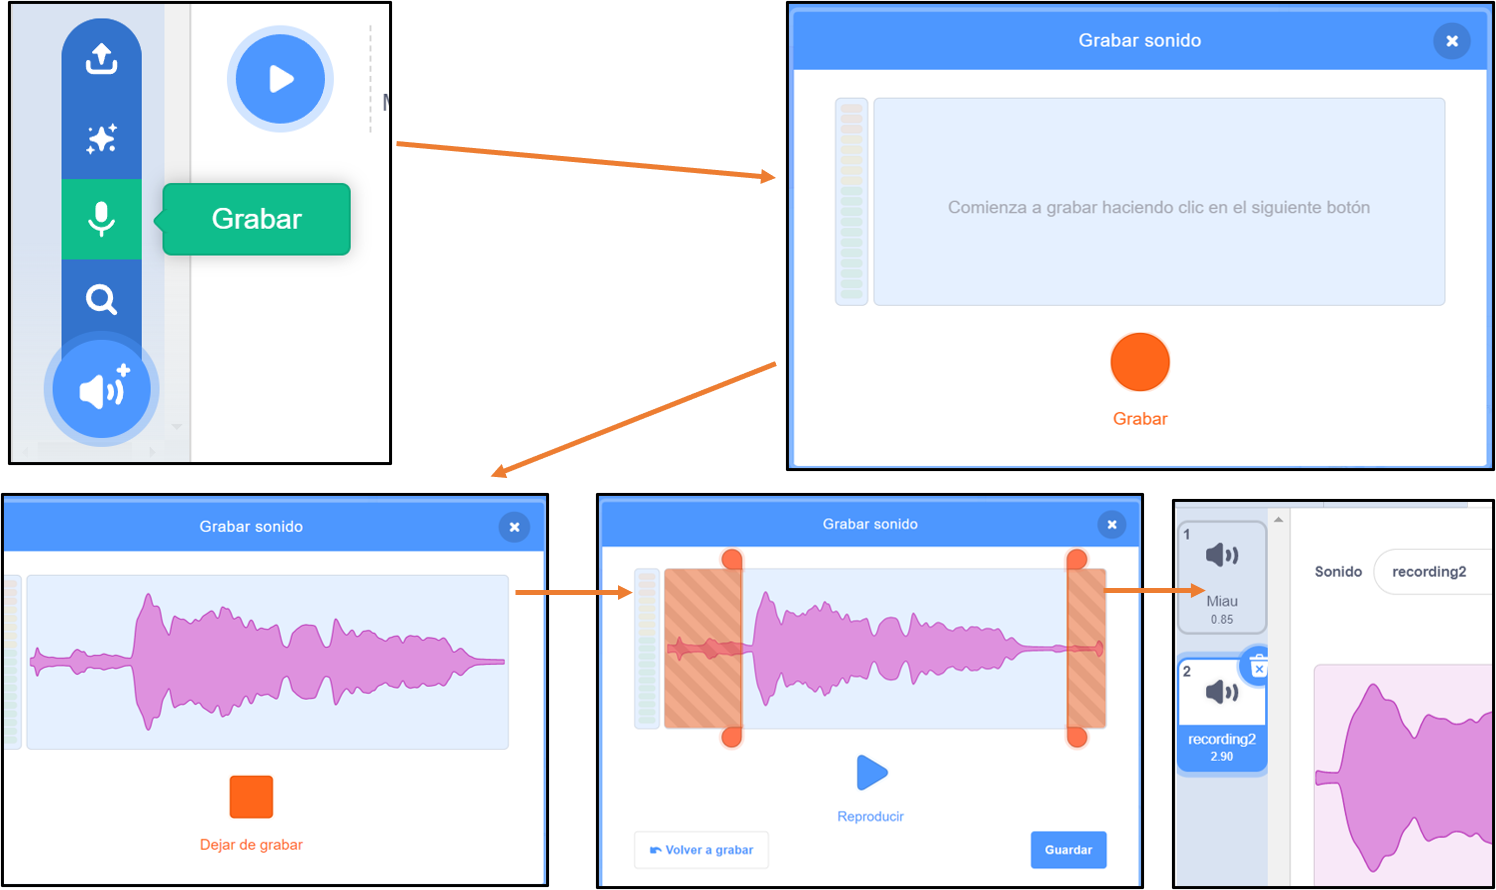 Grabar
M
Grabar sonido
Comienza a grabar haciendo clic en el siguiente botón
Grabar
Grabar sonido
Dejar de grabar
Grabar sonido
Reproducir
Volver a grabar
Guardar
1
Miau
0.85
2
recording2
2.90
Sonido
recording2